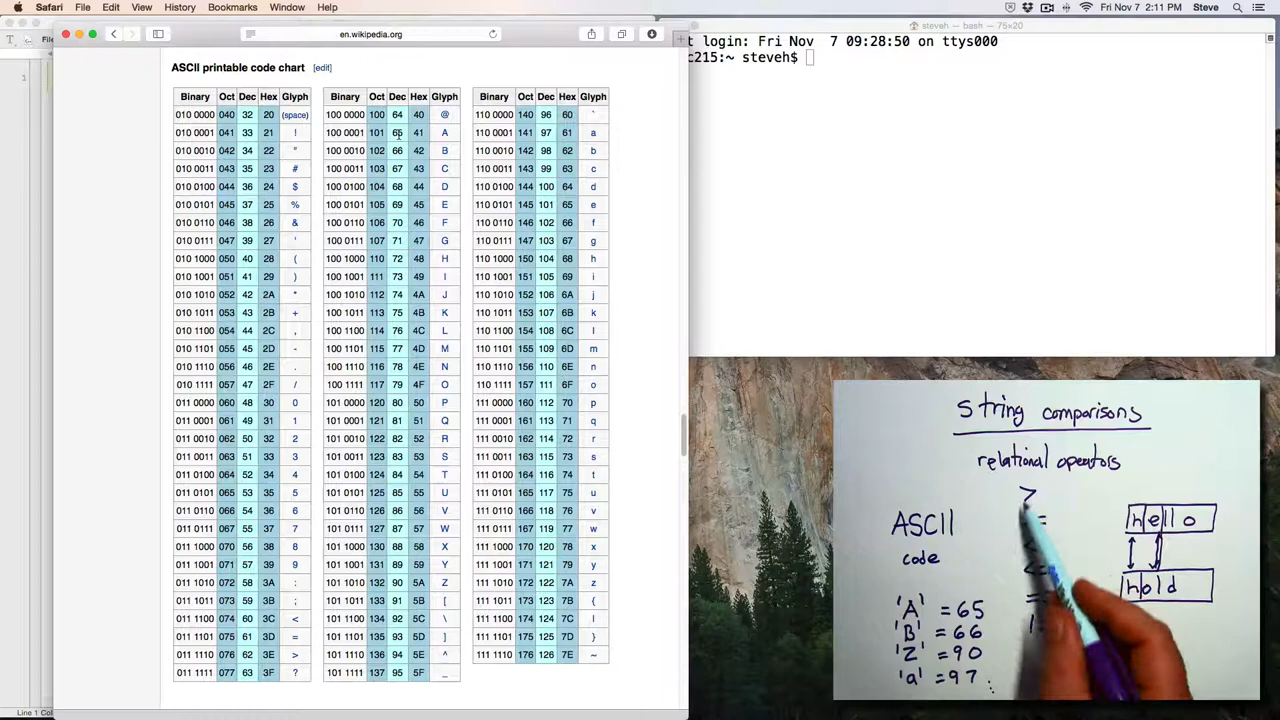 Safari File Edit View History Bookmarks Window Help
Fri Nov 7 2:11 PM Steve
en.wikipedia.org
steveh — bash — 75×20
t login: Fri Nov 7 09:28:50 on ttys000
c215:~ steveh$
ASCII printable code chart [edit]
Binary Oct Dec Hex Glyph Binary Oct Dec Hex Glyph Binary Oct Dec Hex Glyph
010 0000 040 32 20 (space) 100 0000 100 64 40 @ 110 0000 140 96 60 `
010 0001 041 33 21 ! 100 0001 101 65 41 A 110 0001 141 97 61 a
010 0010 042 34 22 " 100 0010 102 66 42 B 110 0010 142 98 62 b
010 0011 043 35 23 # 100 0011 103 67 43 C 110 0011 143 99 63 c
010 0100 044 36 24 $ 100 0100 104 68 44 D 110 0100 144 100 64 d
010 0101 045 37 25 % 100 0101 105 69 45 E 110 0101 145 101 65 e
010 0110 046 38 26 & 100 0110 106 70 46 F 110 0110 146 102 66 f
010 0111 047 39 27 ' 100 0111 107 71 47 G 110 0111 147 103 67 g
010 1000 050 40 28 ( 100 1000 110 72 48 H 110 1000 150 104 68 h
010 1001 051 41 29 ) 100 1001 111 73 49 I 110 1001 151 105 69 i
010 1010 052 42 2A * 100 1010 112 74 4A J 110 1010 152 106 6A j
010 1011 053 43 2B + 100 1011 113 75 4B K 110 1011 153 107 6B k
010 1100 054 44 2C , 100 1100 114 76 4C L 110 1100 154 108 6C l
010 1101 055 45 2D - 100 1101 115 77 4D M 110 1101 155 109 6D m
010 1110 056 46 2E . 100 1110 116 78 4E N 110 1110 156 110 6E n
010 1111 057 47 2F / 100 1111 117 79 4F O 110 1111 157 111 6F o
011 0000 060 48 30 0 101 0000 120 80 50 P 111 0000 160 112 70 p
011 0001 061 49 31 1 101 0001 121 81 51 Q 111 0001 161 113 71 q
011 0010 062 50 32 2 101 0010 122 82 52 R 111 0010 162 114 72 r
011 0011 063 51 33 3 101 0011 123 83 53 S 111 0011 163 115 73 s
011 0100 064 52 34 4 101 0100 124 84 54 T 111 0100 164 116 74 t
011 0101 065 53 35 5 101 0101 125 85 55 U 111 0101 165 117 75 u
011 0110 066 54 36 6 101 0110 126 86 56 V 111 0110 166 118 76 v
011 0111 067 55 37 7 101 0111 127 87 57 W 111 0111 167 119 77 w
011 1000 070 56 38 8 101 1000 130 88 58 X 111 1000 170 120 78 x
011 1001 071 57 39 9 101 1001 131 89 59 Y 111 1001 171 121 79 y
011 1010 072 58 3A : 101 1010 132 90 5A Z 111 1010 172 122 7A z
011 1011 073 59 3B ; 101 1011 133 91 5B [ 111 1011 173 123 7B {
011 1100 074 60 3C < 101 1100 134 92 5C \ 111 1100 174 124 7C |
011 1101 075 61 3D = 101 1101 135 93 5D ] 111 1101 175 125 7D }
011 1110 076 62 3E > 101 1110 136 94 5E ^ 111 1110 176 126 7E ~
011 1111 077 63 3F ? 101 1111 137 95 5F _
string comparisons
relational operators
>
ASCII
code
hello
hold
'A' = 65
'B' = 66
'Z' = 90
'a' = 97
File
1
Line 1